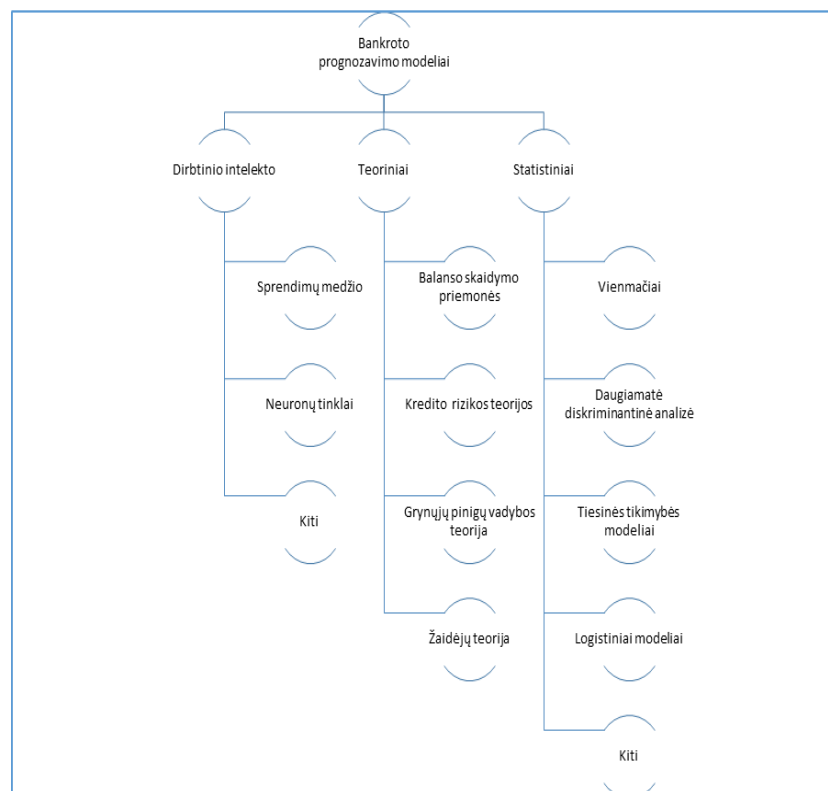 Bankroto
prognozavimo modeliai
Dirbtinio intelekto
Teoriniai
Statistiniai
Sprendimų medžio
Balanso skaidymo
priemonės
Vienmačiai
Neuronų tinklai
Kredito rizikos teorijos
Daugiamatė
diskriminantinė analizė
Kiti
Grynųjų pinigų vadybos
teorija
Tiesinės tikimybės
modeliai
Žaidėjų teorija
Logistiniai modeliai
Kiti